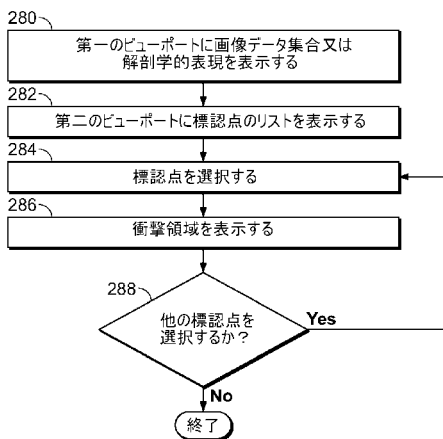 280
第一のビューポートに画像データ集合又は
解剖学的表現を表示する
282
第二のビューポートに標認点のリストを表示する
284
標認点を選択する
286
衝撃領域を表示する
288
他の標認点を
選択するか？
Yes
No
終了